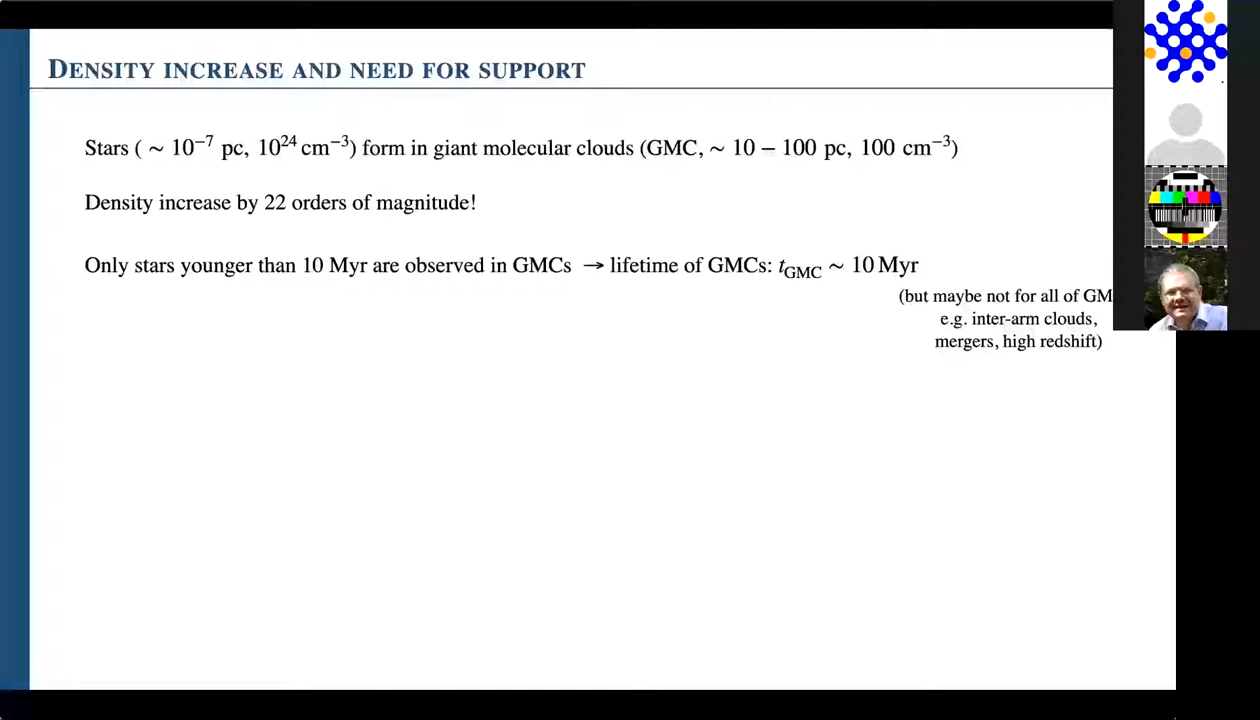 DENSITY INCREASE AND NEED FOR SUPPORT
Stars ( ~ 10⁻⁷ pc, 10²⁴ cm⁻³) form in giant molecular clouds (GMC, ~ 10 – 100 pc, 100 cm⁻³)
Density increase by 22 orders of magnitude!
Only stars younger than 10 Myr are observed in GMCs → lifetime of GMCs: t_GMC ~ 10 Myr
(but maybe not for all of GM
e.g. inter-arm clouds,
mergers, high redshift)